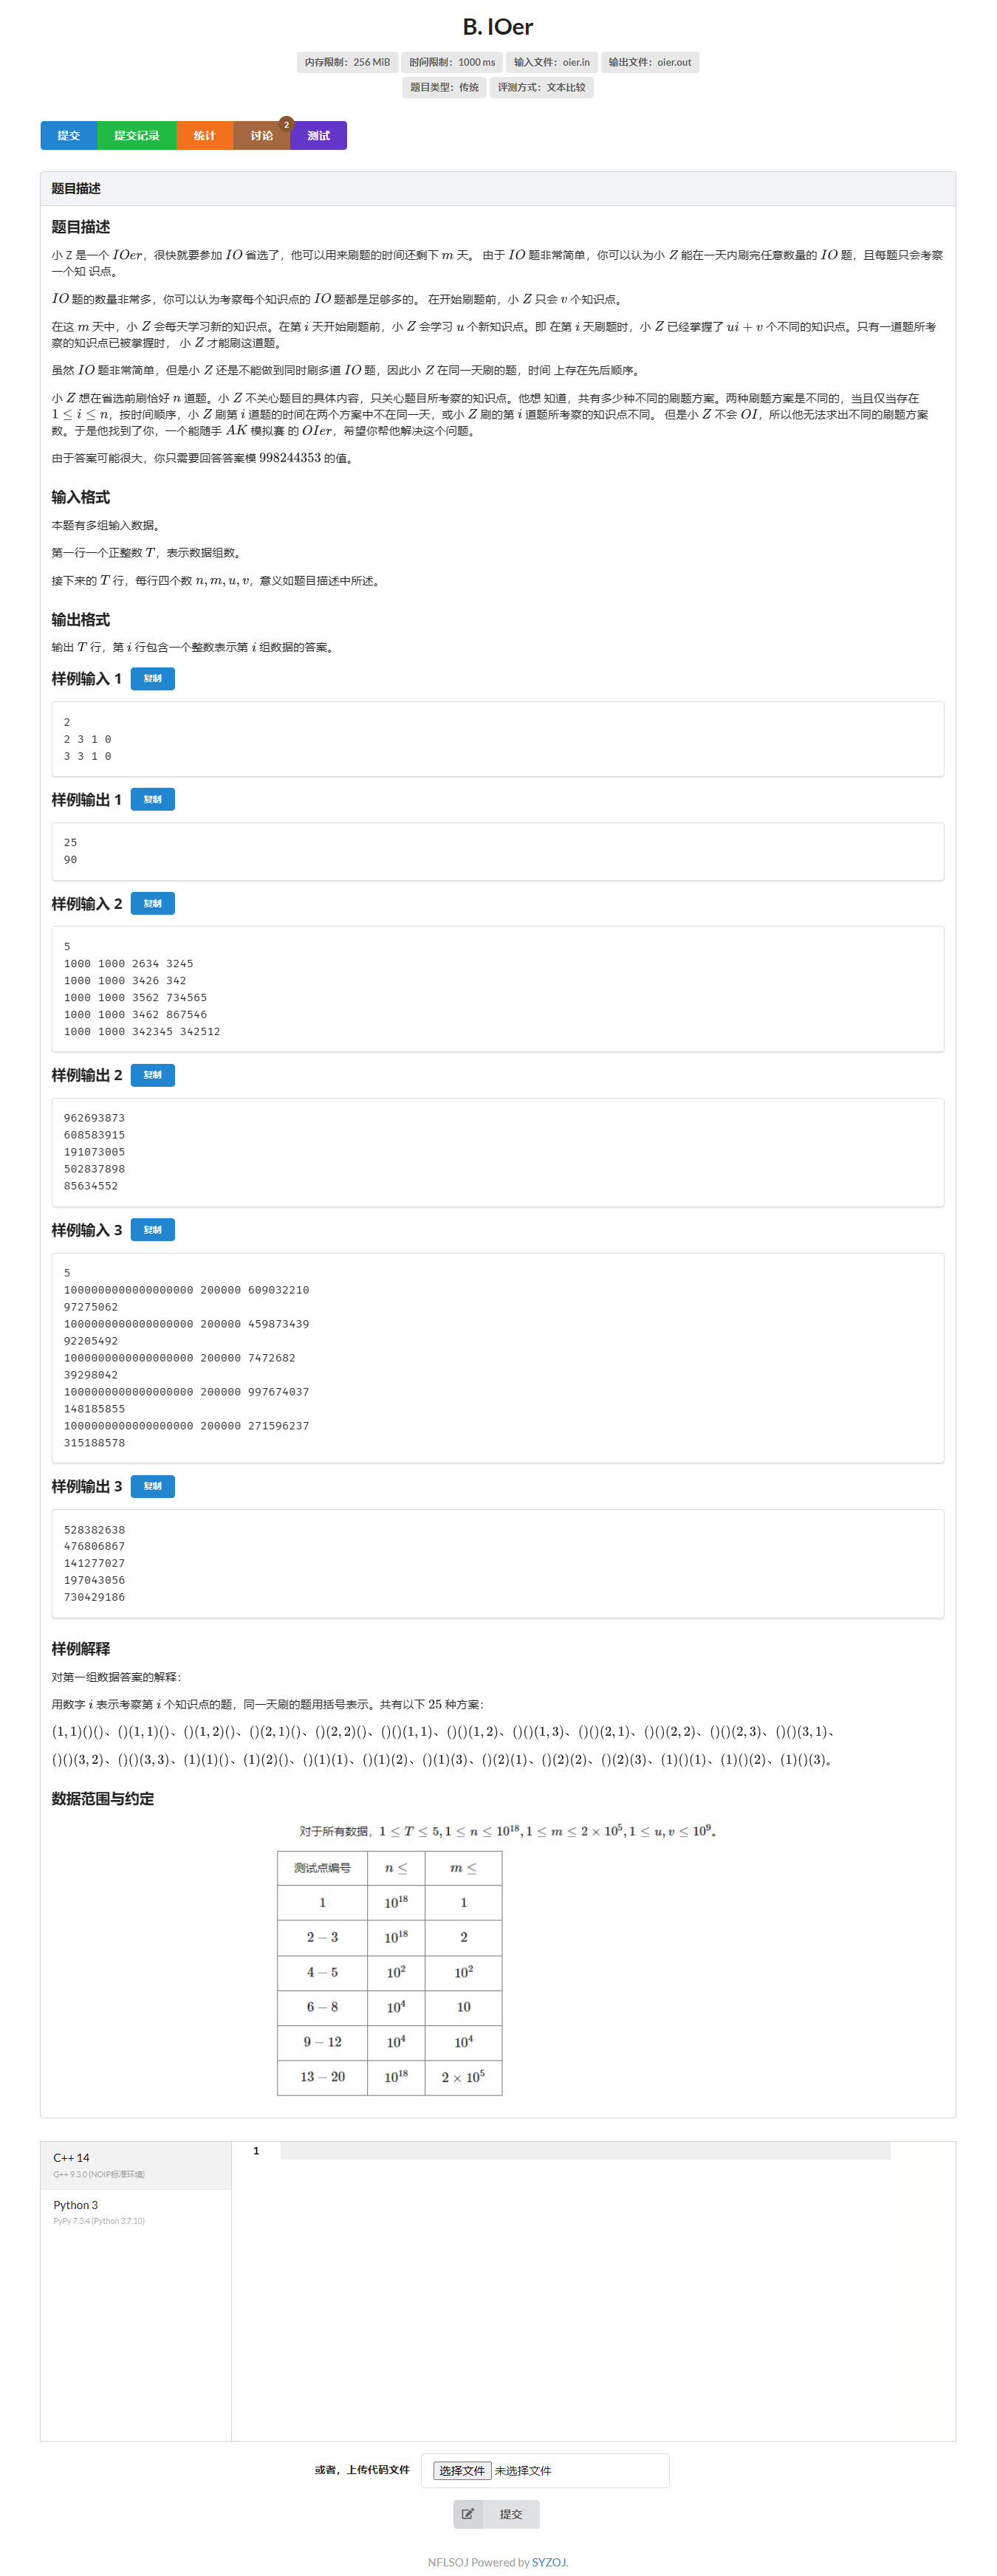 B. IOer
内存限制：256 MiB 时间限制：1000 ms 输入文件：oier.in 输出文件：oier.out
题目类型：传统 评测方式：文本比较
提交 提交记录 统计 讨论 2 测试
题目描述
题目描述
小 Z 是一个 IOer，很快就要参加 IO 省选了，他可以用来刷题的时间还剩下 m 天。 由于 IO 题非常简单，你可以认为小 Z 能在一天内刷完任意数量的 IO 题，且每题只会考察
一个知 识点。
IO 题的数量非常多，你可以认为考察每个知识点的 IO 题都是足够多的。 在开始刷题前，小 Z 只会 v 个知识点。
在这 m 天中，小 Z 会每天学习新的知识点。在第 i 天开始刷题前，小 Z 会学习 u 个新知识点。即 在第 i 天刷题时，小 Z 已经掌握了 ui + v 个不同的知识点。只有一道题所考
察的知识点已被掌握时， 小 Z 才能刷这道题。
虽然 IO 题非常简单，但是小 Z 还是不能做到同时刷多道 IO 题，因此小 Z 在同一天刷的题，时间 上存在先后顺序。
小 Z 想在省选前刷恰好 n 道题。小 Z 不关心题目的具体内容，只关心题目所考察的知识点。他想 知道，共有多少种不同的刷题方案。两种刷题方案是不同的，当且仅当存在
1 ≤ i ≤ n，按时间顺序，小 Z 刷第 i 道题的时间在两个方案中不在同一天，或小 Z 刷的第 i 道题所考察的知识点不同。 但是小 Z 不会 OI，所以他无法求出不同的刷题方案
数。于是他找到了你，一个能随手 AK 模拟赛 的 OIer，希望你帮他解决这个问题。
由于答案可能很大，你只需要回答答案模 998244353 的值。
输入格式
本题有多组输入数据。
第一行一个正整数 T，表示数据组数。
接下来的 T 行，每行四个数 n, m, u, v，意义如题目描述中所述。
输出格式
输出 T 行，第 i 行包含一个整数表示第 i 组数据的答案。
样例输入 1 复制
2
2 3 1 0
3 3 1 0
样例输出 1 复制
25
90
样例输入 2 复制
5
1000 1000 2634 3245
1000 1000 3426 342
1000 1000 3562 734565
1000 1000 3462 867546
1000 1000 342345 342512
样例输出 2 复制
962693873
608583915
191073005
502837898
85634552
样例输入 3 复制
5
1000000000000000000 200000 609032210
97275062
1000000000000000000 200000 459873439
92205492
1000000000000000000 200000 7472682
39298042
1000000000000000000 200000 997674037
148185855
1000000000000000000 200000 271596237
315188578
样例输出 3 复制
528382638
476806867
141277027
197043056
730429186
样例解释
对第一组数据答案的解释：
用数字 i 表示考察第 i 个知识点的题，同一天刷的题用括号表示。共有以下 25 种方案：
(1, 1)()()、()(1, 1)()、()(1, 2)()、()(2, 1)()、()(2, 2)()、()()(1, 1)、()()(1, 2)、()()(1, 3)、()()(2, 1)、()()(2, 2)、()()(2, 3)、()()(3, 1)、
()()(3, 2)、()()(3, 3)、(1)(1)()、(1)(2)()、()(1)(1)、()(1)(2)、()(1)(3)、()(2)(1)、()(2)(2)、()(2)(3)、(1)()(1)、(1)()(2)、(1)()(3)。
数据范围与约定
对于所有数据，1 ≤ T ≤ 5, 1 ≤ n ≤ 10^18, 1 ≤ m ≤ 2 × 10^5, 1 ≤ u, v ≤ 10^9。
测试点编号 n ≤ m ≤
1 10^18 1
2 − 3 10^18 2
4 − 5 10^2 10^2
6 − 8 10^4 10
9 − 12 10^4 10^4
13 − 20 10^18 2 × 10^5
C++ 14
G++ 9.3.0 (NOIP标准环境)
Python 3
PyPy 7.3.4 (Python 3.7.10)
1
或者，上传代码文件 选择文件 未选择文件
提交
NFLSOJ Powered by SYZOJ.